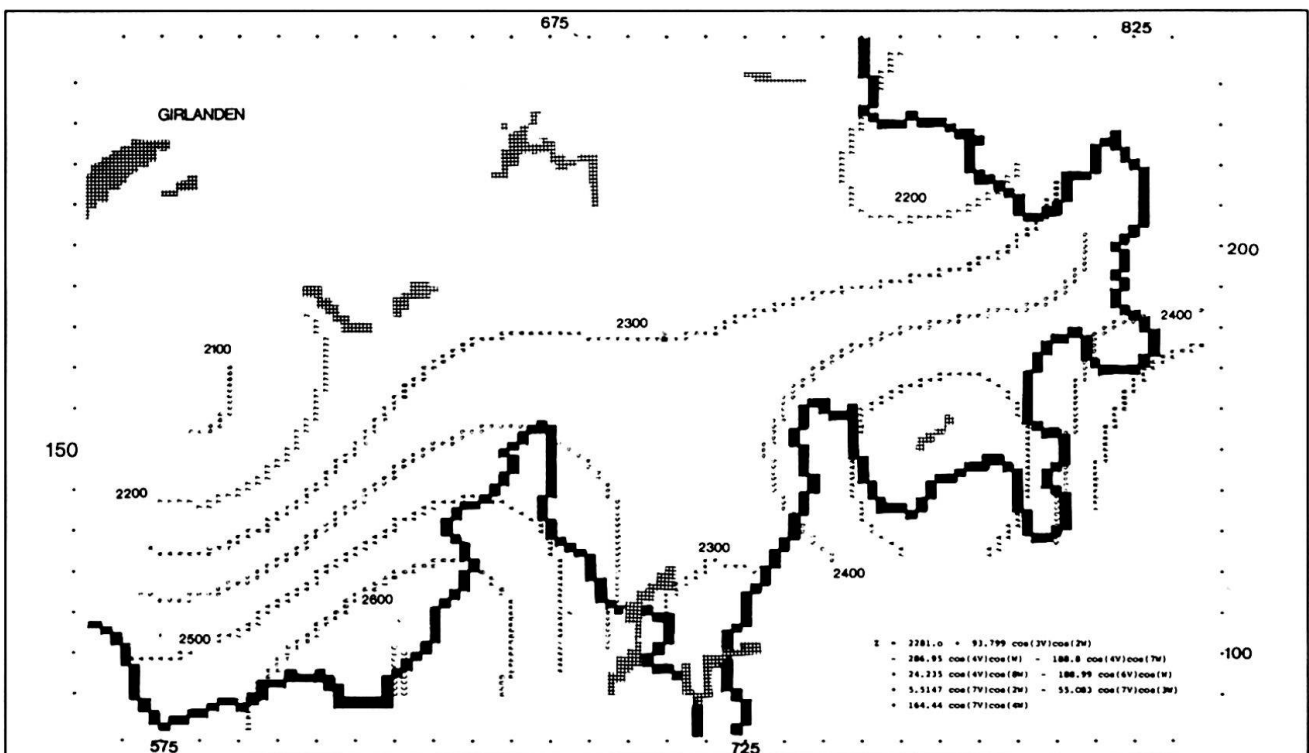 675
825
GIRLANDEN
2200
200
2300
2400
2100
150
2200
2300
2400
2600
2500
Z = 2281.0 + 93.799 cos(3V)cos(2W)
- 286.95 cos(4V)cos(W) - 188.8 cos(4V)cos(7W)
+ 24.235 cos(4V)cos(8W) - 188.99 cos(6V)cos(W)
+ 5.5147 cos(7V)cos(2W) - 55.083 cos(7V)cos(3W)
+ 164.44 cos(7V)cos(4W)
100
575
725